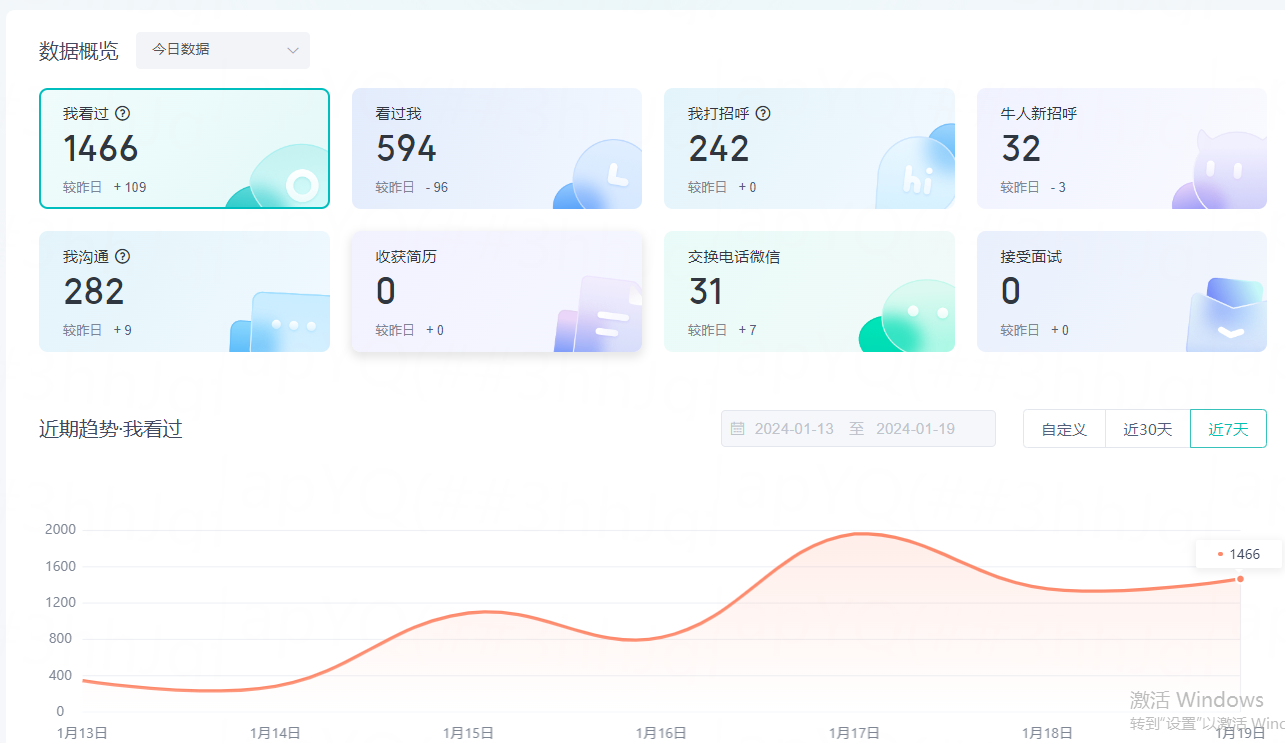 数据概览 今日数据
我看过 ?
1466
较昨日 + 109
看过我
594
较昨日 - 96
我打招呼 ?
242
较昨日 + 0
牛人新招呼
32
较昨日 - 3
hi
我沟通 ?
282
较昨日 + 9
收获简历
0
较昨日 + 0
交换电话微信
31
较昨日 + 7
接受面试
0
较昨日 + 0
近期趋势·我看过
2024-01-13 至 2024-01-19
自定义 近30天 近7天
2000
1600
1200
800
400
0
1466
1月13日 1月14日 1月15日 1月16日 1月17日 1月18日 1月19日
激活 Windows
转到“设置”以激活 Winc